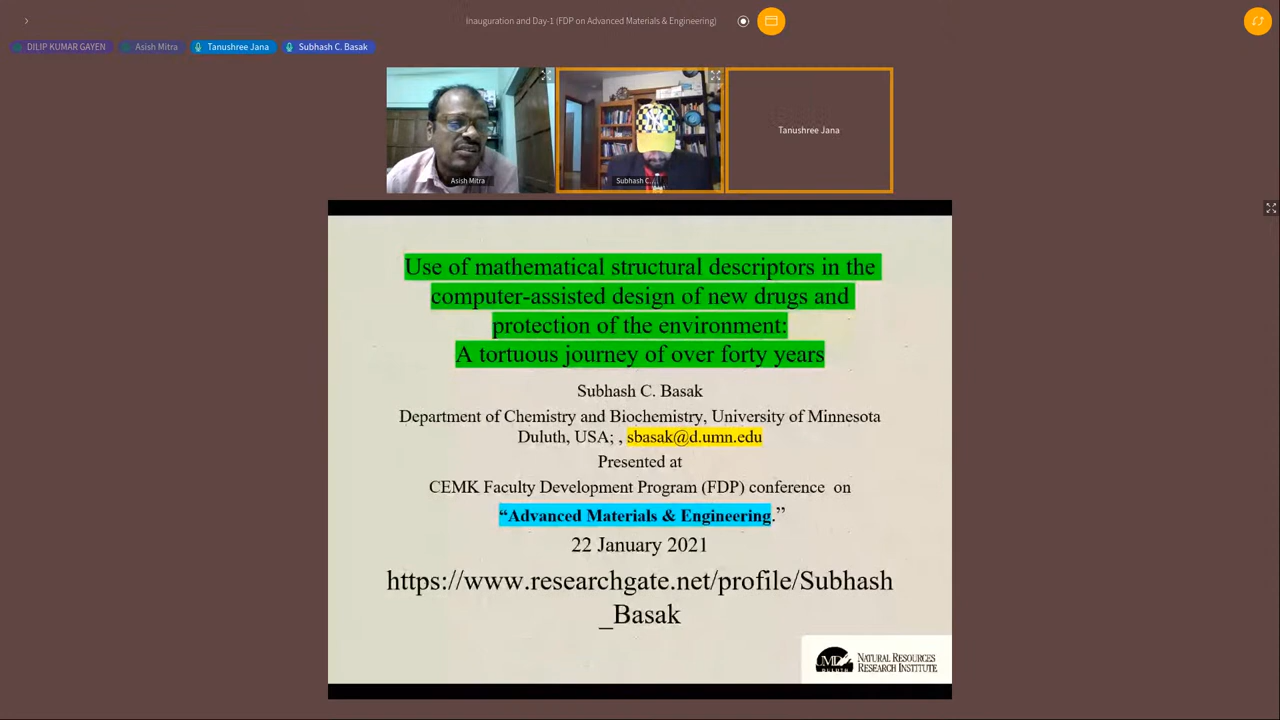 Inauguration and Day-1 (FDP on Advanced Materials & Engineering)
DILIP KUMAR GAYEN
Asish Mitra
Tanushree Jana
Subhash C. Basak
Asish Mitra
Subhash C....
Tanushree Jana
Use of mathematical structural descriptors in the
computer-assisted design of new drugs and
protection of the environment:
A tortuous journey of over forty years
Subhash C. Basak
Department of Chemistry and Biochemistry, University of Minnesota
Duluth, USA; , sbasak@d.umn.edu
Presented at
CEMK Faculty Development Program (FDP) conference on
“Advanced Materials & Engineering.”
22 January 2021
https://www.researchgate.net/profile/Subhash
_Basak
UMD
DULUTH
NATURAL RESOURCES
RESEARCH INSTITUTE